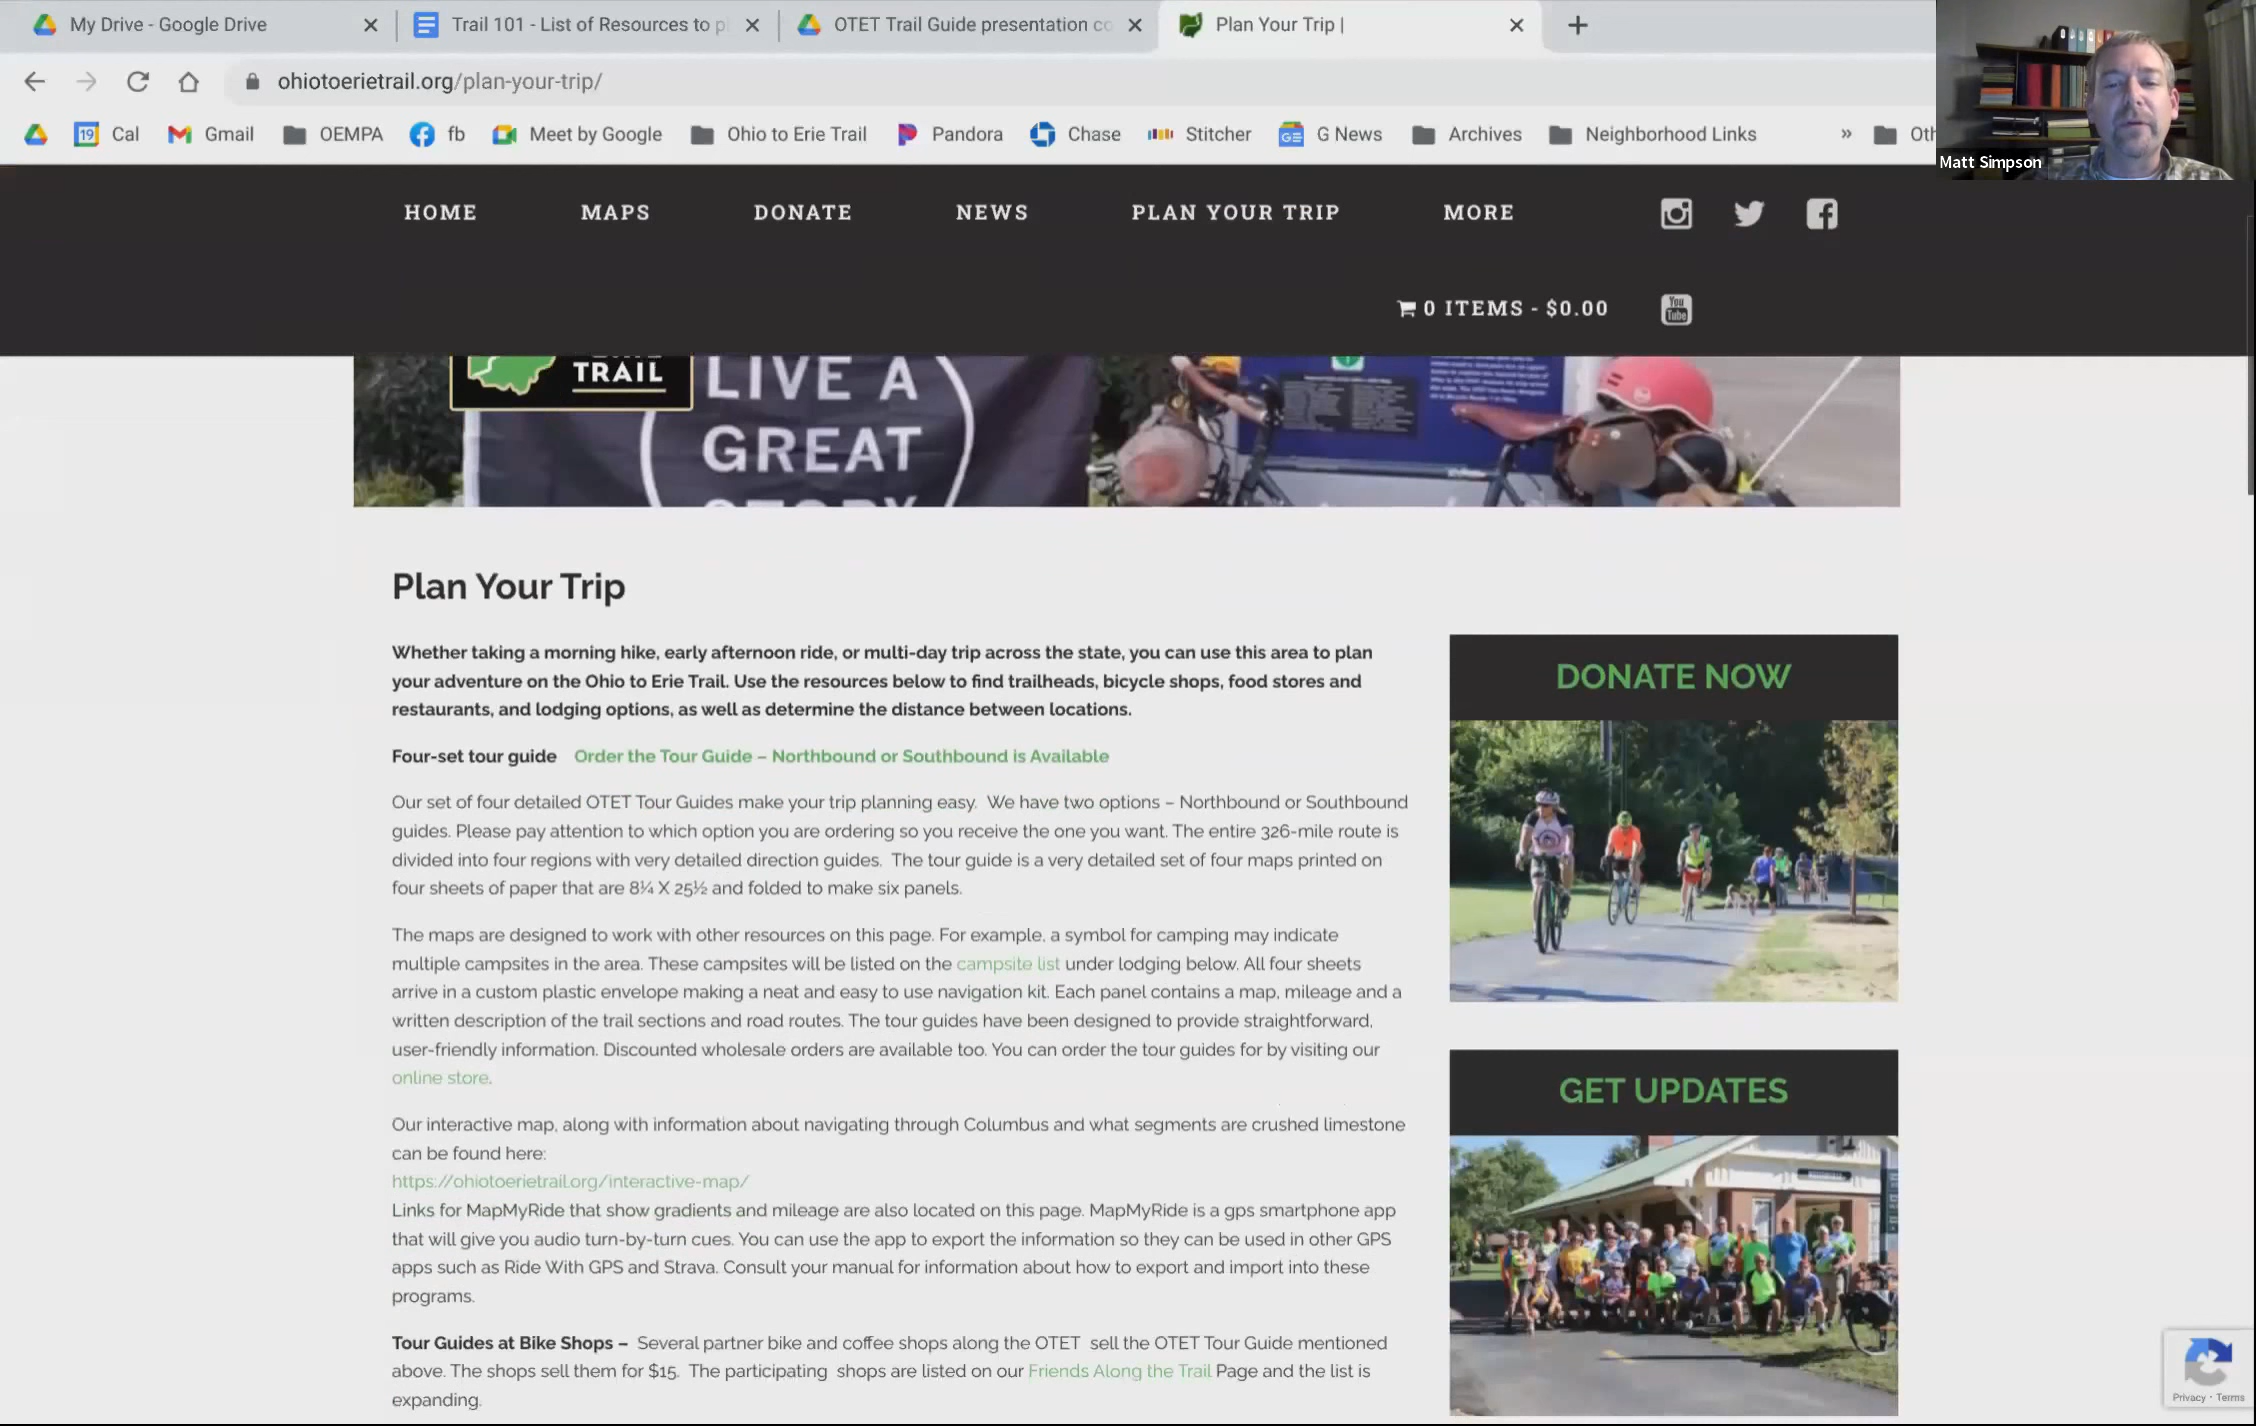 My Drive - Google Drive
Trail 101 - List of Resources to p
OTET Trail Guide presentation co
Plan Your Trip |
ohiotoerietrail.org/plan-your-trip/
19 Cal
Gmail
OEMPA
fb
Meet by Google
Ohio to Erie Trail
Pandora
Chase
Stitcher
GE G News
Archives
Neighborhood Links
»
Oth
Matt Simpson
HOME
MAPS
DONATE
NEWS
PLAN YOUR TRIP
MORE
0 ITEMS - $0.00
You Tube
TRAIL
LIVE A
GREAT
STORY
Plan Your Trip
Whether taking a morning hike, early afternoon ride, or multi-day trip across the state, you can use this area to plan
your adventure on the Ohio to Erie Trail. Use the resources below to find trailheads, bicycle shops, food stores and
restaurants, and lodging options, as well as determine the distance between locations.
Four-set tour guide Order the Tour Guide – Northbound or Southbound is Available
Our set of four detailed OTET Tour Guides make your trip planning easy. We have two options – Northbound or Southbound
guides. Please pay attention to which option you are ordering so you receive the one you want. The entire 326-mile route is
divided into four regions with very detailed direction guides. The tour guide is a very detailed set of four maps printed on
four sheets of paper that are 8¼ X 25½ and folded to make six panels.
The maps are designed to work with other resources on this page. For example, a symbol for camping may indicate
multiple campsites in the area. These campsites will be listed on the campsite list under lodging below. All four sheets
arrive in a custom plastic envelope making a neat and easy to use navigation kit. Each panel contains a map, mileage and a
written description of the trail sections and road routes. The tour guides have been designed to provide straightforward,
user-friendly information. Discounted wholesale orders are available too. You can order the tour guides for by visiting our
online store.
Our interactive map, along with information about navigating through Columbus and what segments are crushed limestone
can be found here:
https://ohiotoerietrail.org/interactive-map/
Links for MapMyRide that show gradients and mileage are also located on this page. MapMyRide is a gps smartphone app
that will give you audio turn-by-turn cues. You can use the app to export the information so they can be used in other GPS
apps such as Ride With GPS and Strava. Consult your manual for information about how to export and import into these
programs.
Tour Guides at Bike Shops – Several partner bike and coffee shops along the OTET sell the OTET Tour Guide mentioned
above. The shops sell them for $15. The participating shops are listed on our Friends Along the Trail Page and the list is
expanding.
DONATE NOW
GET UPDATES
Privacy - Terms